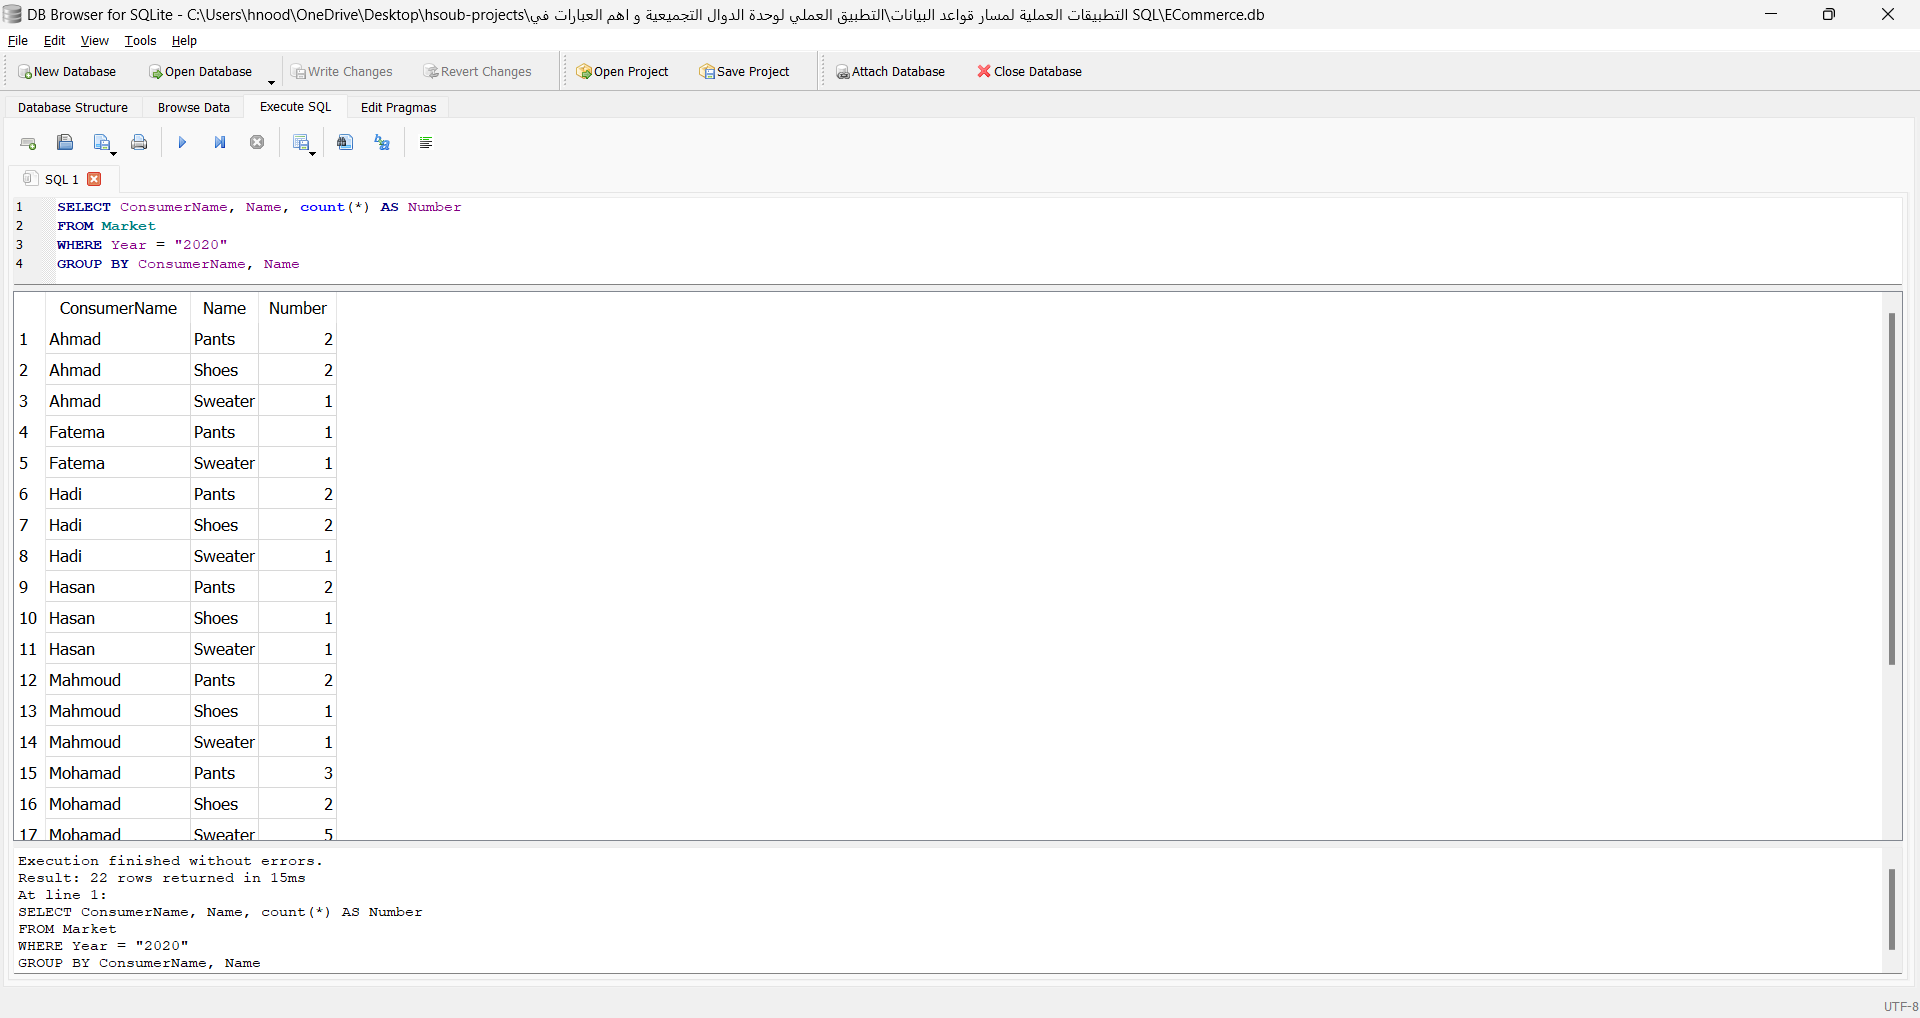 DB Browser for SQLite - C:\Users\hnood\OneDrive\Desktop\hsoub-projects\التطبيقات العملية لمسار قواعد البيانات\التطبيق العملي لوحدة الدوال التجميعية و اهم العبارات في SQL\ECommerce.db
File Edit View Tools Help
New Database Open Database Write Changes Revert Changes Open Project Save Project Attach Database Close Database
Database Structure Browse Data Execute SQL Edit Pragmas
SQL 1
1 SELECT ConsumerName, Name, count(*) AS Number
2 FROM Market
3 WHERE Year = "2020"
4 GROUP BY ConsumerName, Name
ConsumerName Name Number
1 Ahmad Pants 2
2 Ahmad Shoes 2
3 Ahmad Sweater 1
4 Fatema Pants 1
5 Fatema Sweater 1
6 Hadi Pants 2
7 Hadi Shoes 2
8 Hadi Sweater 1
9 Hasan Pants 2
10 Hasan Shoes 1
11 Hasan Sweater 1
12 Mahmoud Pants 2
13 Mahmoud Shoes 1
14 Mahmoud Sweater 1
15 Mohamad Pants 3
16 Mohamad Shoes 2
17 Mohamad Sweater 5
Execution finished without errors.
Result: 22 rows returned in 15ms
At line 1:
SELECT ConsumerName, Name, count(*) AS Number
FROM Market
WHERE Year = "2020"
GROUP BY ConsumerName, Name
UTF-8